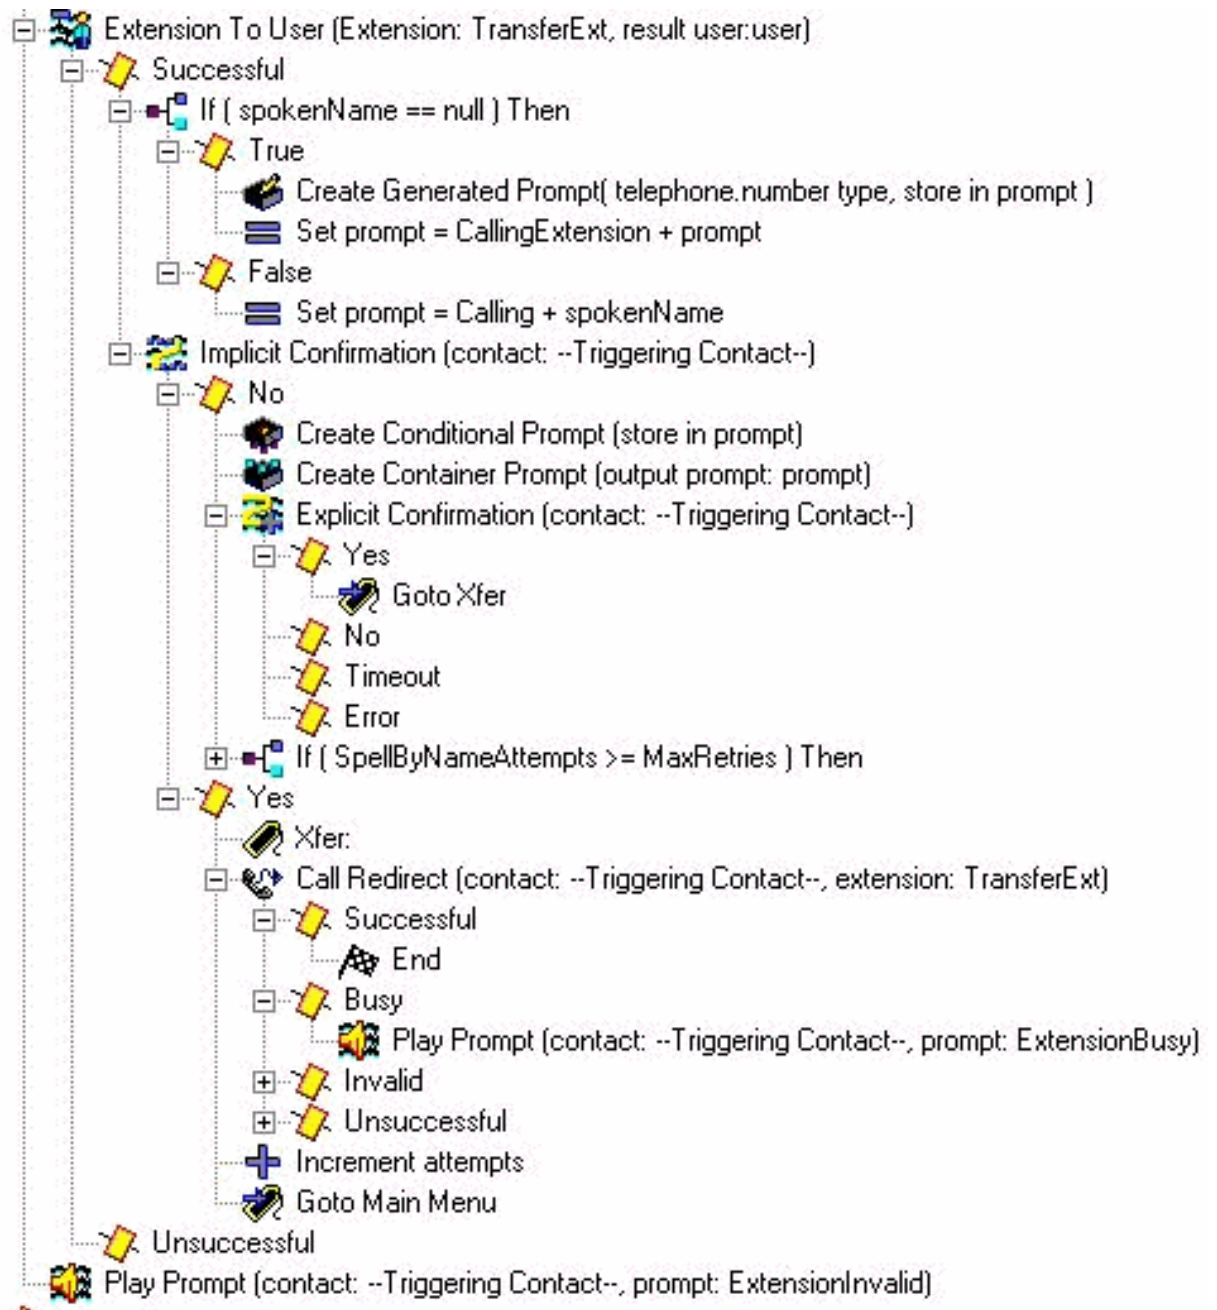 Extension To User (Extension: TransferExt, result user:user)
Successful
If ( spokenName == null ) Then
True
Create Generated Prompt( telephone.number type, store in prompt )
Set prompt = CallingExtension + prompt
False
Set prompt = Calling + spokenName
Implicit Confirmation (contact: --Triggering Contact--)
No
Create Conditional Prompt (store in prompt)
Create Container Prompt (output prompt: prompt)
Explicit Confirmation (contact: --Triggering Contact--)
Yes
Goto Xfer
No
Timeout
Error
If ( SpellByNameAttempts >= MaxRetries ) Then
Yes
Xfer:
Call Redirect (contact: --Triggering Contact--, extension: TransferExt)
Successful
End
Busy
Play Prompt (contact: --Triggering Contact--, prompt: ExtensionBusy)
Invalid
Unsuccessful
Increment attempts
Goto Main Menu
Unsuccessful
Play Prompt (contact: --Triggering Contact--, prompt: ExtensionInvalid)